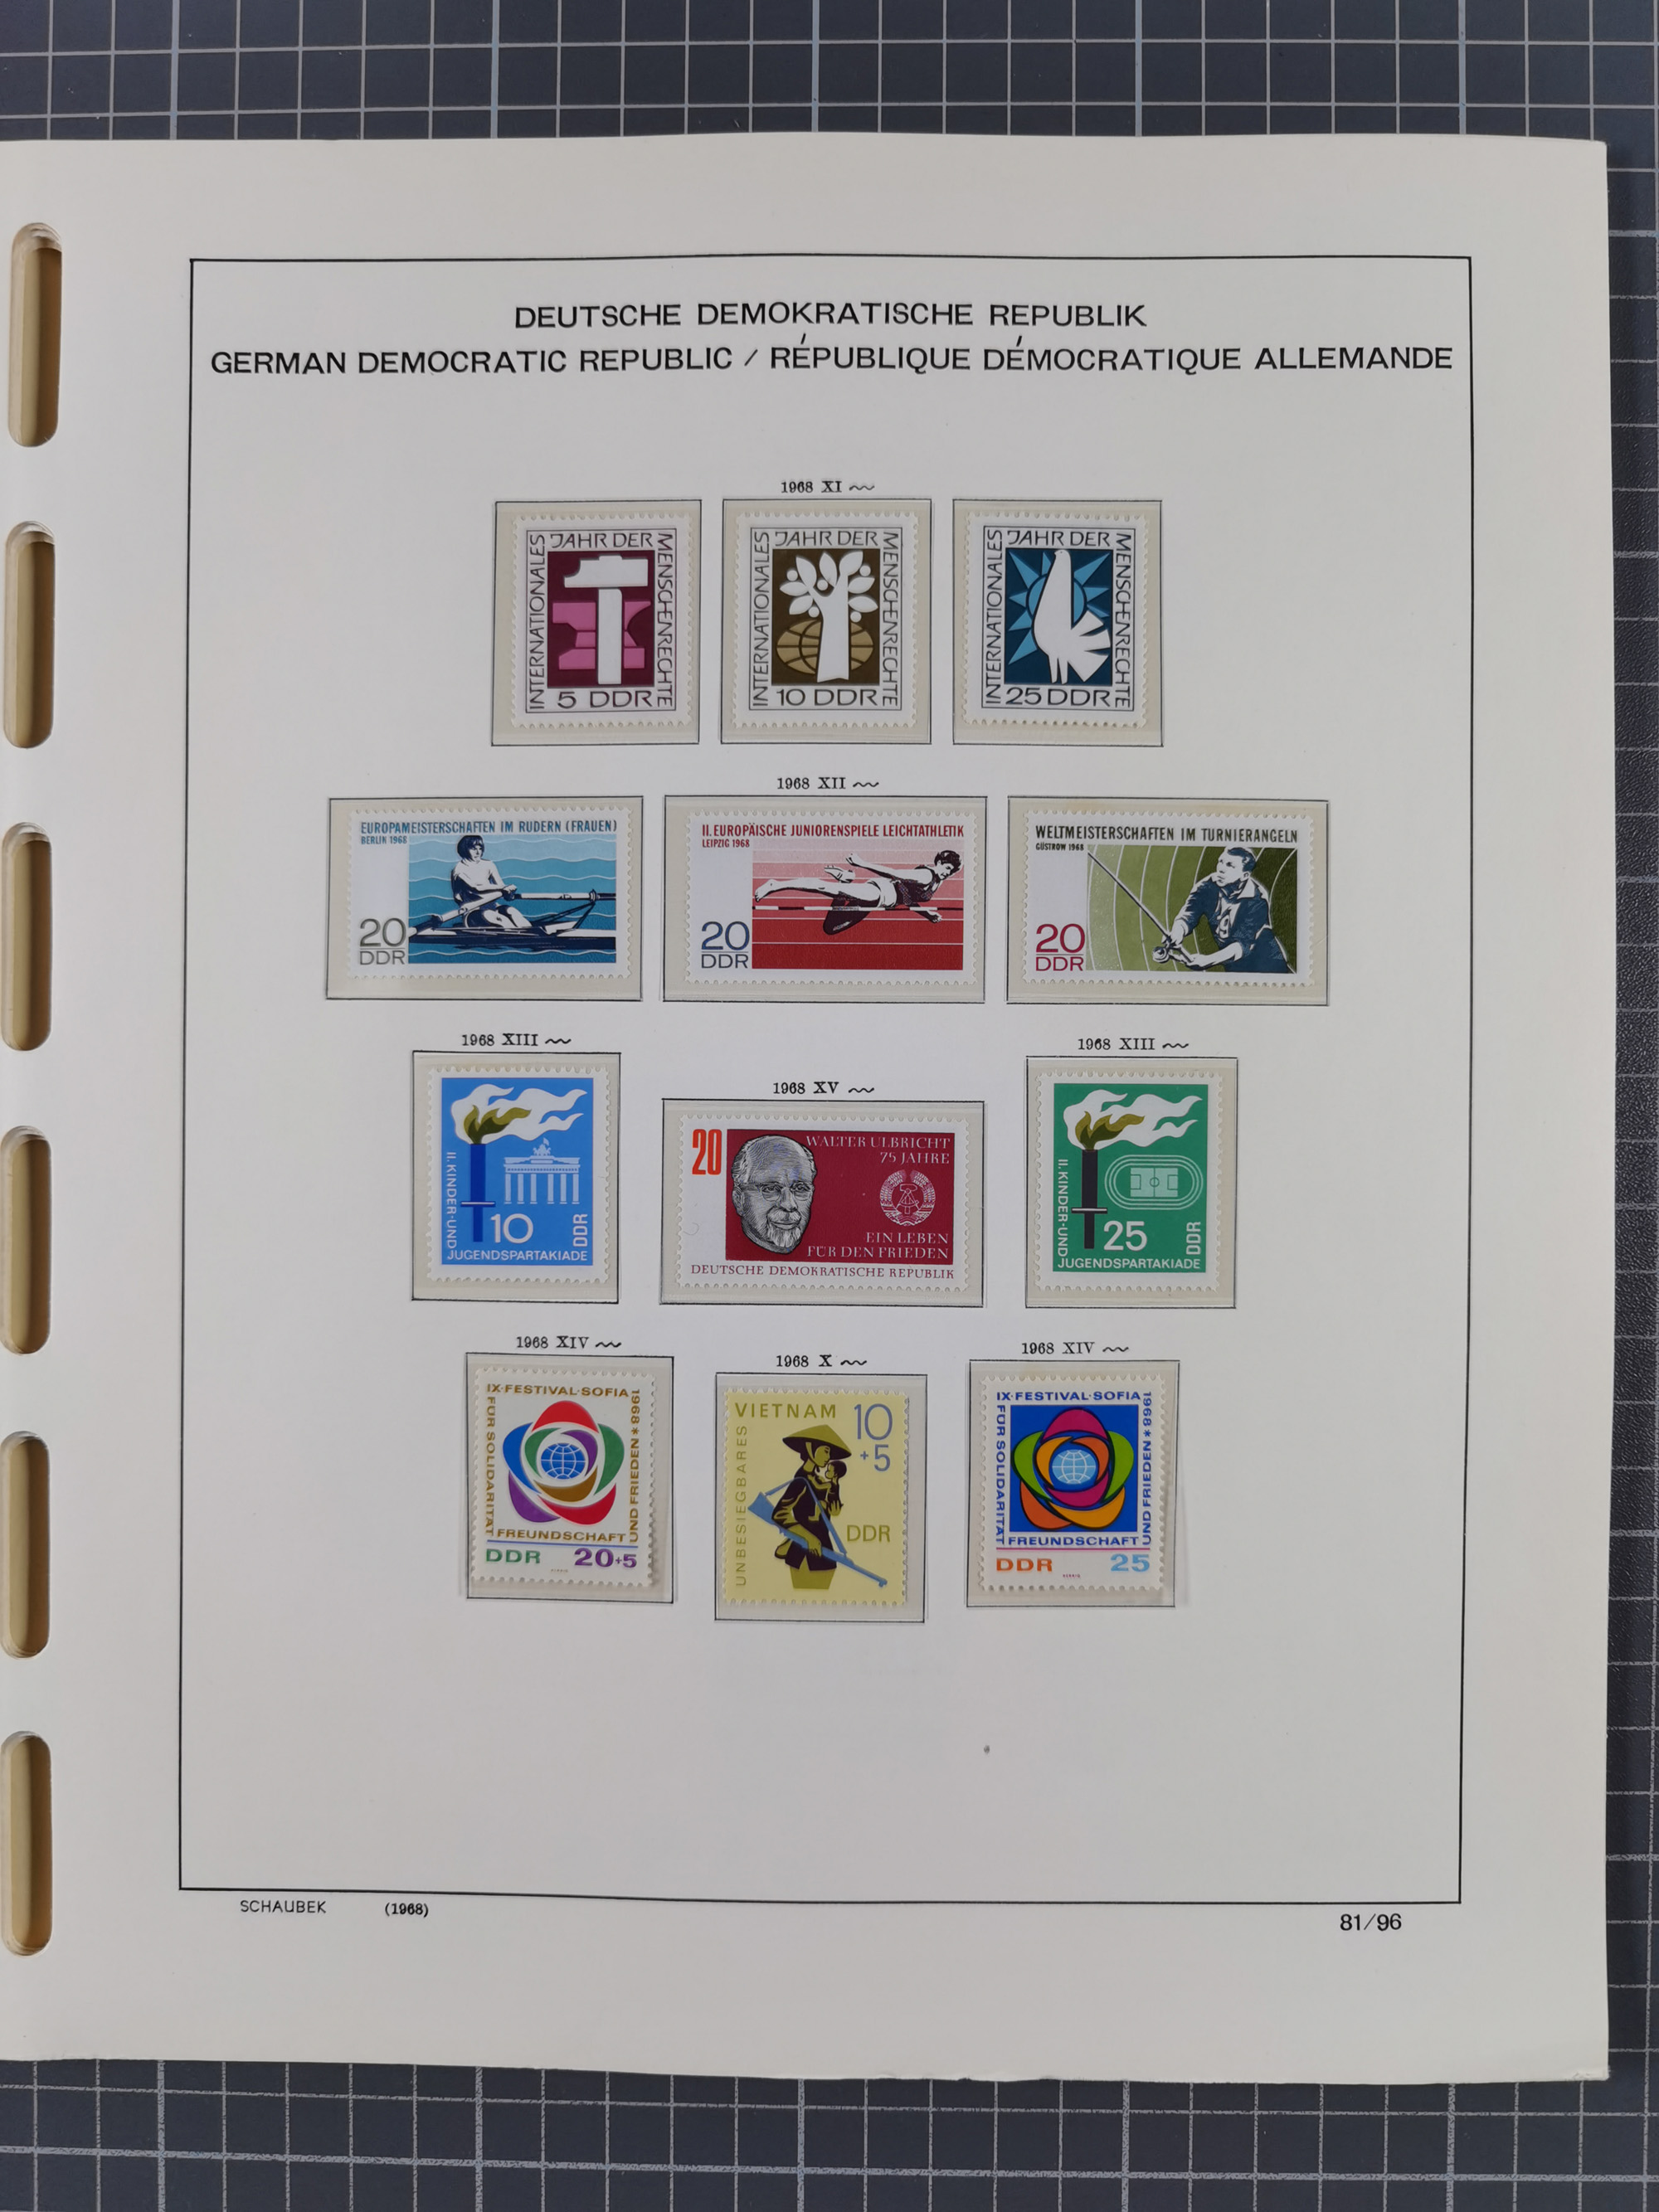 DEUTSCHE DEMOKRATISCHE REPUBLIK
GERMAN DEMOCRATIC REPUBLIC / RÉPUBLIQUE DÉMOCRATIQUE ALLEMANDE
1968 XI
INTERNATIONALES
JAHR DER
MENSCHENRECHTE
5 DDR
INTERNATIONALES
JAHR DER
MENSCHENRECHTE
10 DDR
INTERNATIONALES
JAHR DER
MENSCHENRECHTE
25 DDR
1968 XII
EUROPAMEISTERSCHAFTEN IM RUDERN (FRAUEN)
BERLIN 1968
20
DDR
II. EUROPÄISCHE JUNIORENSPIELE LEICHTATHLETIK
LEIPZIG 1968
20
DDR
WELTMEISTERSCHAFTEN IM TURNIERANGELN
GÜSTROW 1968
20
DDR
1968 XIII
II. KINDER-UND
JUGENDSPARTAKIADE
10
DDR
1968 XV
20
WALTER ULBRICHT
75 JAHRE
EIN LEBEN
FÜR DEN FRIEDEN
DEUTSCHE DEMOKRATISCHE REPUBLIK
1968 XIII
II. KINDER-UND
JUGENDSPARTAKIADE
25
DDR
1968 XIV
IX·FESTIVAL·SOFIA
1968 *
FÜR SOLIDARITÄT
FREUNDSCHAFT
UND FRIEDEN
DDR 20+5
1968 X
VIETNAM
10
+5
UNBESIEGBARES
DDR
1968 XIV
IX·FESTIVAL·SOFIA
1968 *
FÜR SOLIDARITÄT
FREUNDSCHAFT
UND FRIEDEN
DDR 25
SCHAUBEK (1968)
81/96